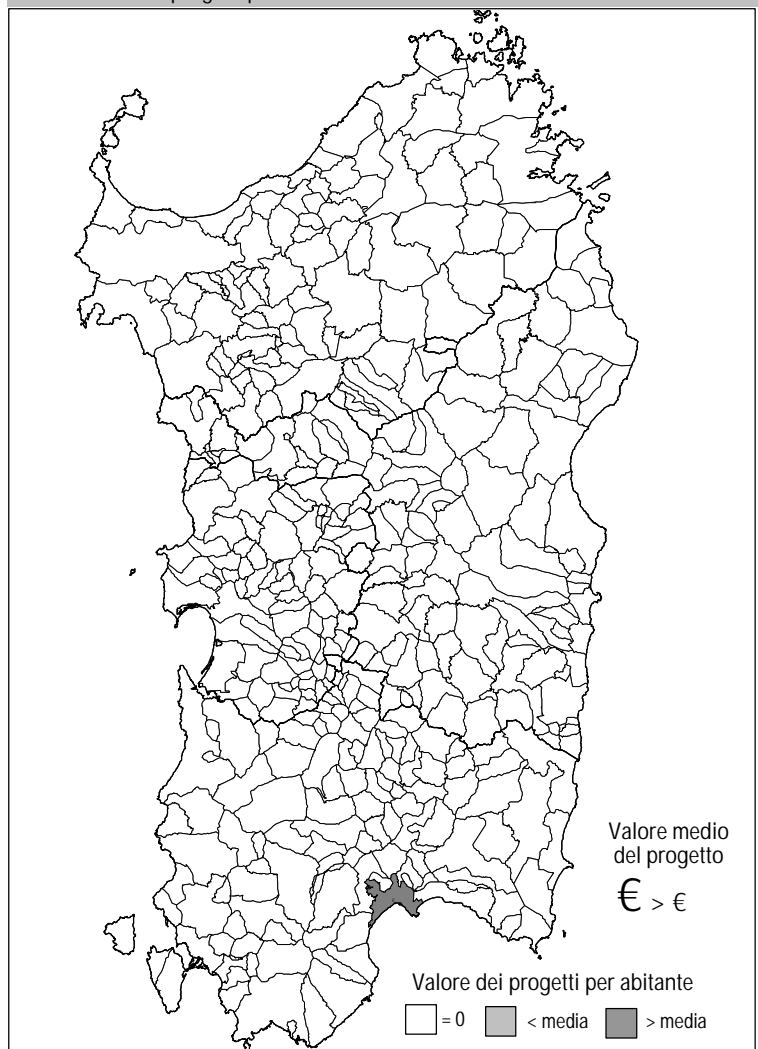 Valore medio
del progetto
€ > €
Valore dei progetti per abitante
= 0 < media > media